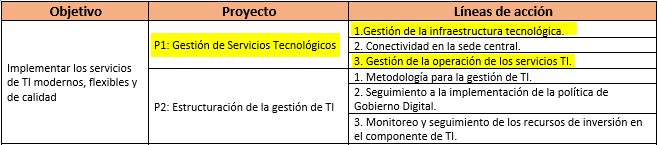 Objetivo Proyecto Líneas de acción
Implementar los servicios
de TI modernos, flexibles y
de calidad
P1: Gestión de Servicios Tecnológicos
1.Gestión de la infraestructura tecnológica.
2. Conectividad en la sede central.
3. Gestión de la operación de los servicios TI.
P2: Estructuración de la gestión de TI
1. Metodología para la gestión de TI.
2. Seguimiento a la implementación de la política de
Gobierno Digital.
3. Monitoreo y seguimiento de los recursos de inversión en
el componente de TI.